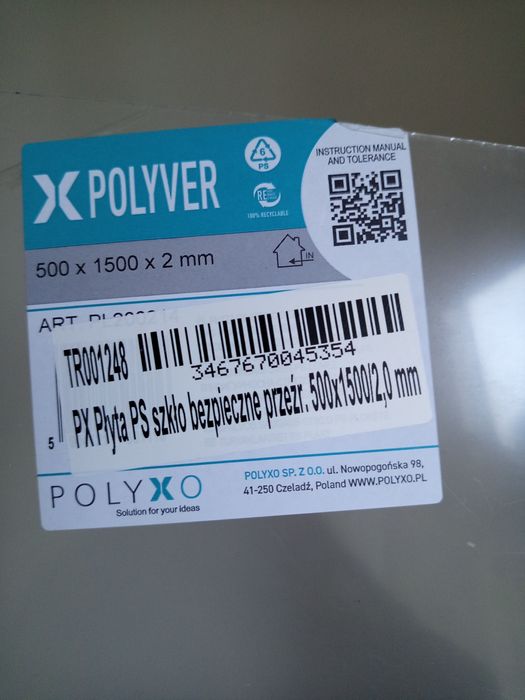 POLYVER
6
PS
RE
100% RECYCLABLE
INSTRUCTION MANUAL
AND TOLERANCE
500 x 1500 x 2 mm
IN
ART.
TR001248
3467670045354
PX Płyta PS szkło bezpieczne przeźr. 500x1500/2,0 mm
5
POLYXO
Solution for your ideas
POLYXO SP. Z O.O. ul. Nowopogońska 98,
41-250 Czeladź, Poland WWW.POLYXO.PL